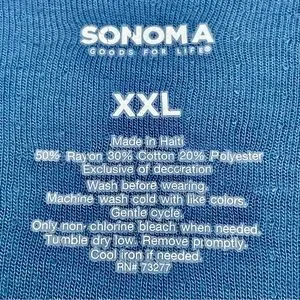 SONOMA
GOODS FOR LIFE®
XXL
Made in Haiti
50% Rayon 30% Cotton 20% Polyester
Exclusive of decoration
Wash before wearing.
Machine wash cold with like colors.
Gentle cycle.
Only non-chlorine bleach when needed.
Tumble dry low. Remove promptly.
Cool iron if needed.
RN# 73277